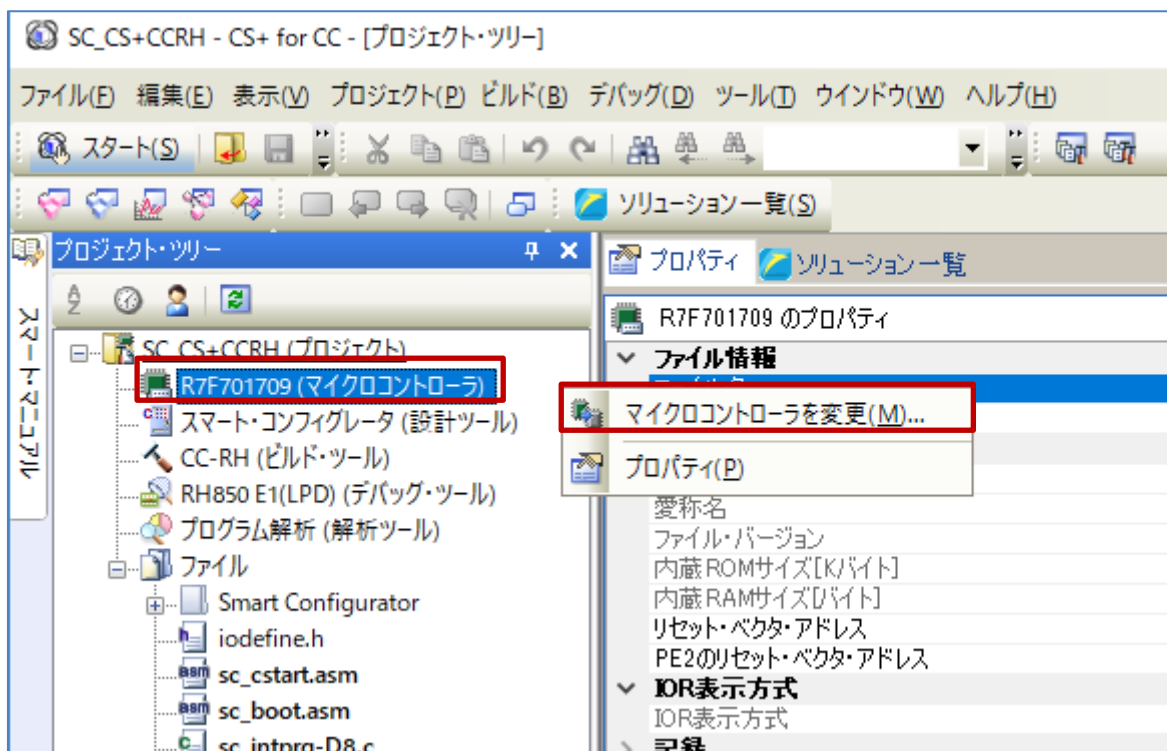 SC_CS+CCRH - CS+ for CC - [プロジェクト・ツリー]
ファイル(F) 編集(E) 表示(V) プロジェクト(P) ビルド(B) デバッグ(D) ツール(T) ウインドウ(W) ヘルプ(H)
スタート(S)
ソリューション一覧(S)
プロジェクト・ツリー
プロパティ ソリューション一覧
スマート・マニュアル
R7F701709 のプロパティ
SC_CS+CCRH (プロジェクト)
ファイル情報
R7F701709 (マイクロコントローラ)
マイクロコントローラを変更(M)...
スマート・コンフィグレータ (設計ツール)
CC-RH (ビルド・ツール)
プロパティ(P)
RH850 E1(LPD) (デバッグ・ツール)
愛称名
プログラム解析 (解析ツール)
ファイル・バージョン
ファイル
内蔵ROMサイズ[Kバイト]
Smart Configurator
内蔵RAMサイズ[バイト]
iodefine.h
リセット・ベクタ・アドレス
PE2のリセット・ベクタ・アドレス
sc_cstart.asm
IOR表示方式
sc_boot.asm
IOR表示方式
sc_intprg-D8.c
記録